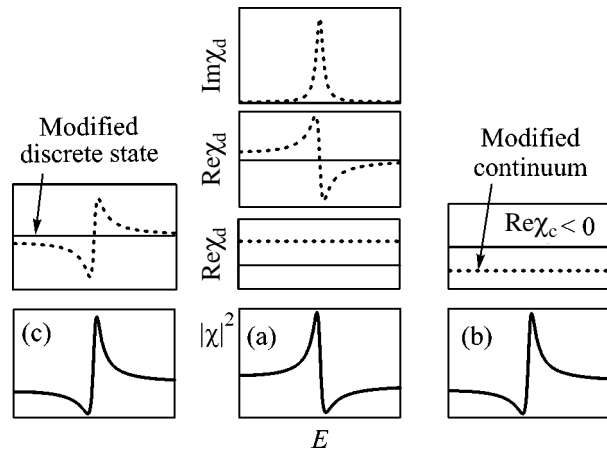 Imχd
Modified
discrete state
Reχd
Modified
continuum
Reχd
Reχc < 0
(c)
|χ|²
(a)
(b)
E